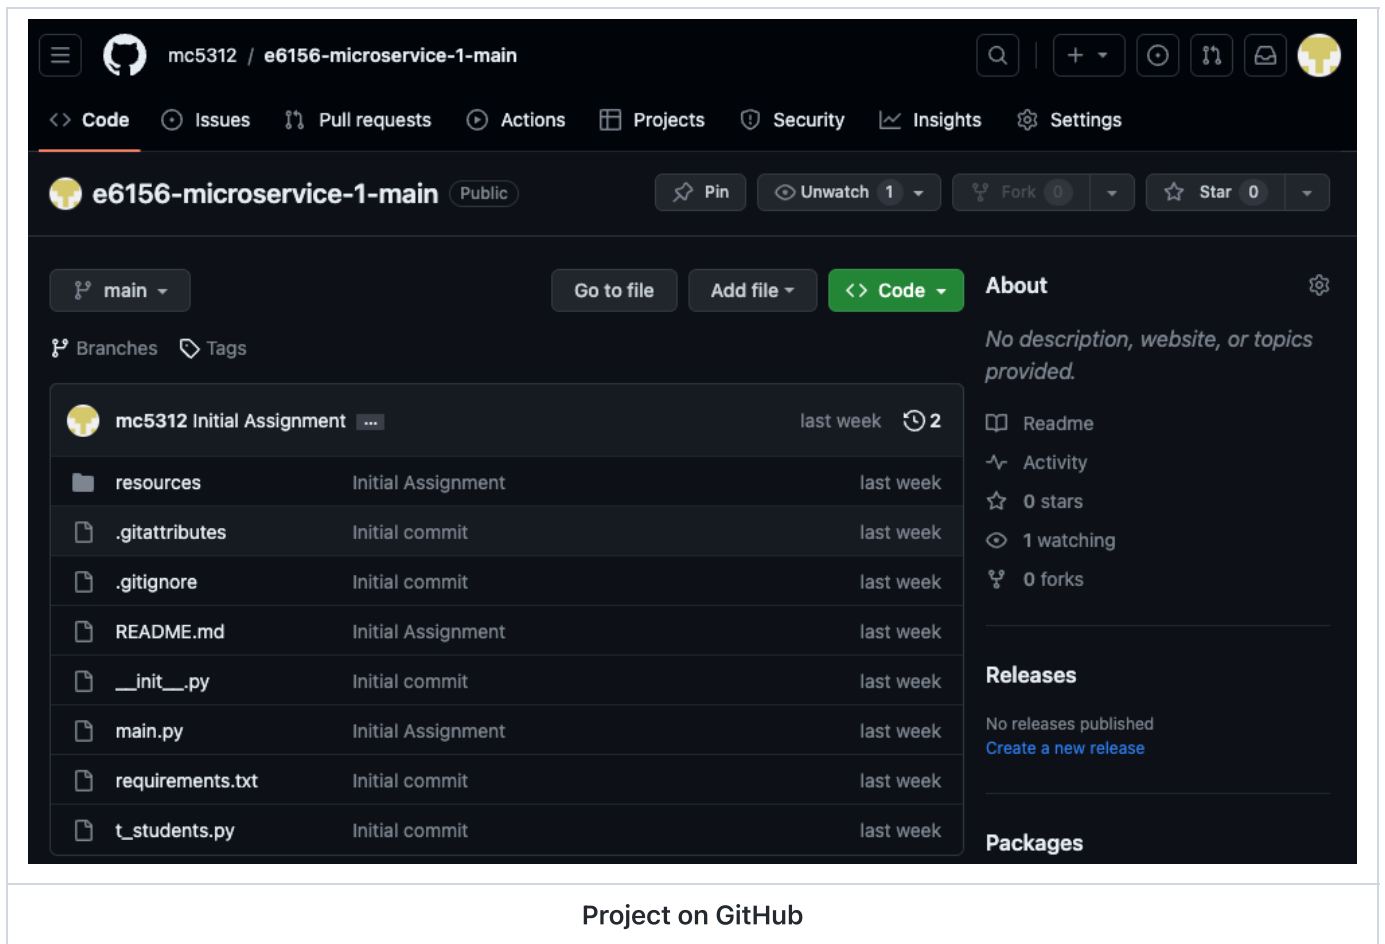 mc5312 / e6156-microservice-1-main
Code Issues Pull requests Actions Projects Security Insights Settings
e6156-microservice-1-main Public Pin Unwatch 1 Fork 0 Star 0
main Go to file Add file Code
Branches Tags
mc5312 Initial Assignment ... last week 2
resources Initial Assignment last week
.gitattributes Initial commit last week
.gitignore Initial commit last week
README.md Initial Assignment last week
__init__.py Initial commit last week
main.py Initial Assignment last week
requirements.txt Initial commit last week
t_students.py Initial commit last week
About
No description, website, or topics
provided.
Readme
Activity
0 stars
1 watching
0 forks
Releases
No releases published
Create a new release
Packages
Project on GitHub